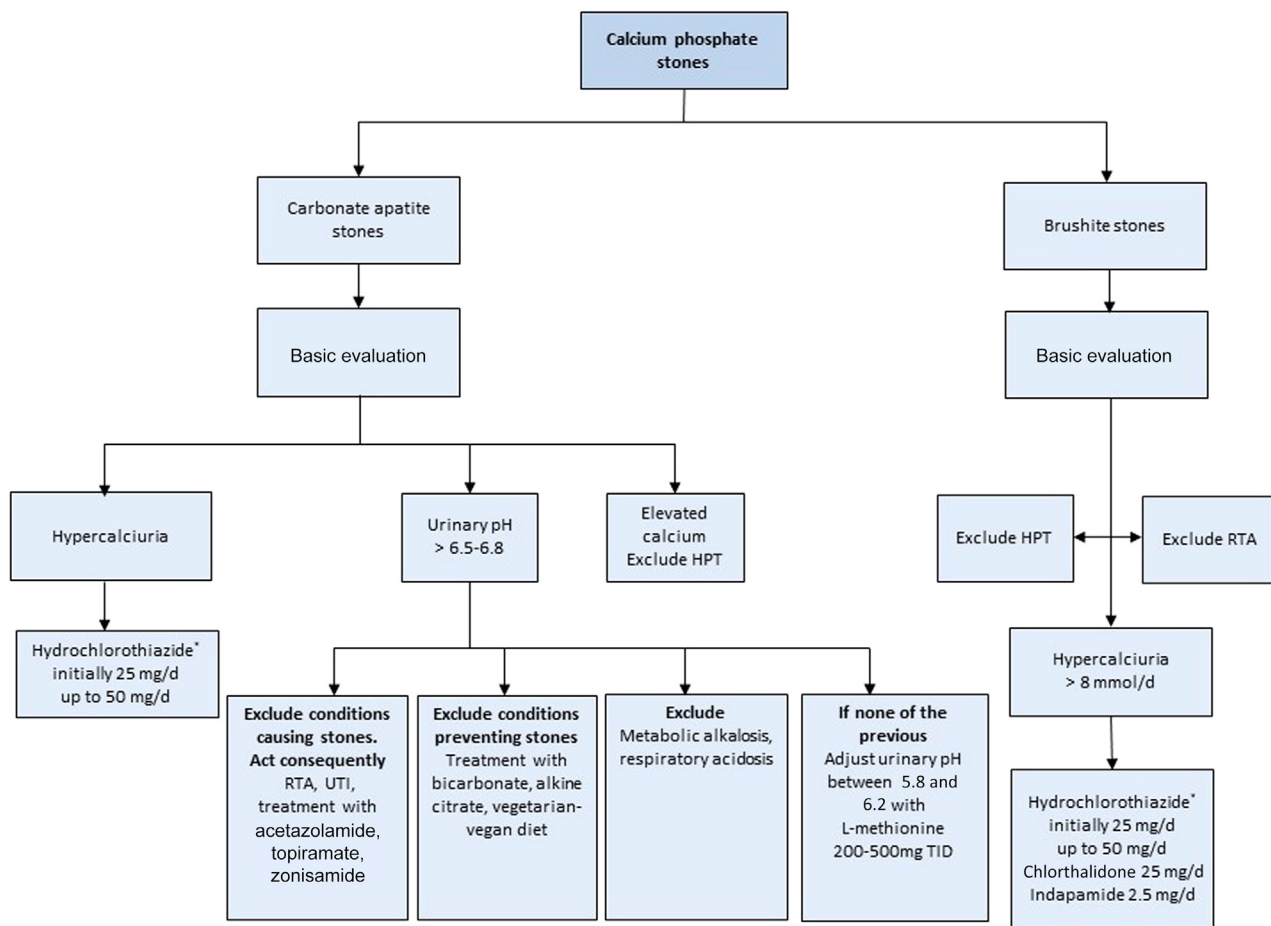 Calcium phosphate
stones
Carbonate apatite
stones
Brushite stones
Basic evaluation
Basic evaluation
Hypercalciuria
Urinary pH
> 6.5-6.8
Elevated
calcium
Exclude HPT
Exclude HPT
Exclude RTA
Hydrochlorothiazide*
initially 25 mg/d
up to 50 mg/d
Hypercalciuria
> 8 mmol/d
Exclude conditions
causing stones.
Act consequently
RTA, UTI,
treatment with
acetazolamide,
topiramate,
zonisamide
Exclude conditions
preventing stones
Treatment with
bicarbonate, alkine
citrate, vegetarian-
vegan diet
Exclude
Metabolic alkalosis,
respiratory acidosis
If none of the
previous
Adjust urinary pH
between 5.8 and
6.2 with
L-methionine
200-500mg TID
Hydrochlorothiazide*
initially 25 mg/d
up to 50 mg/d
Chlorthalidone 25 mg/d
Indapamide 2.5 mg/d